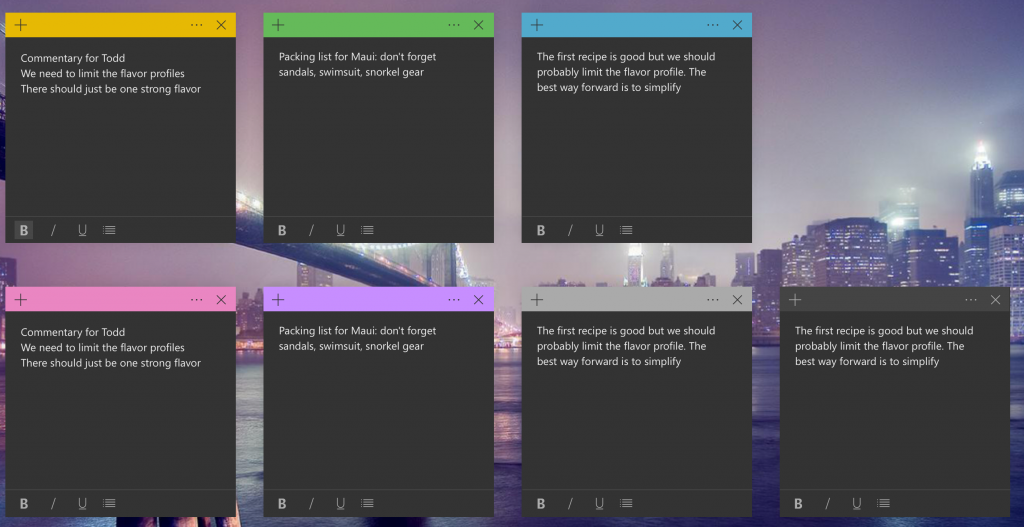 Commentary for Todd
We need to limit the flavor profiles
There should just be one strong flavor
B / U
Packing list for Maui: don't forget
sandals, swimsuit, snorkel gear
B / U
The first recipe is good but we should
probably limit the flavor profile. The
best way forward is to simplify
B / U
Commentary for Todd
We need to limit the flavor profiles
There should just be one strong flavor
B / U
Packing list for Maui: don't forget
sandals, swimsuit, snorkel gear
B / U
The first recipe is good but we should
probably limit the flavor profile. The
best way forward is to simplify
B / U
The first recipe is good but we should
probably limit the flavor profile. The
best way forward is to simplify
B / U